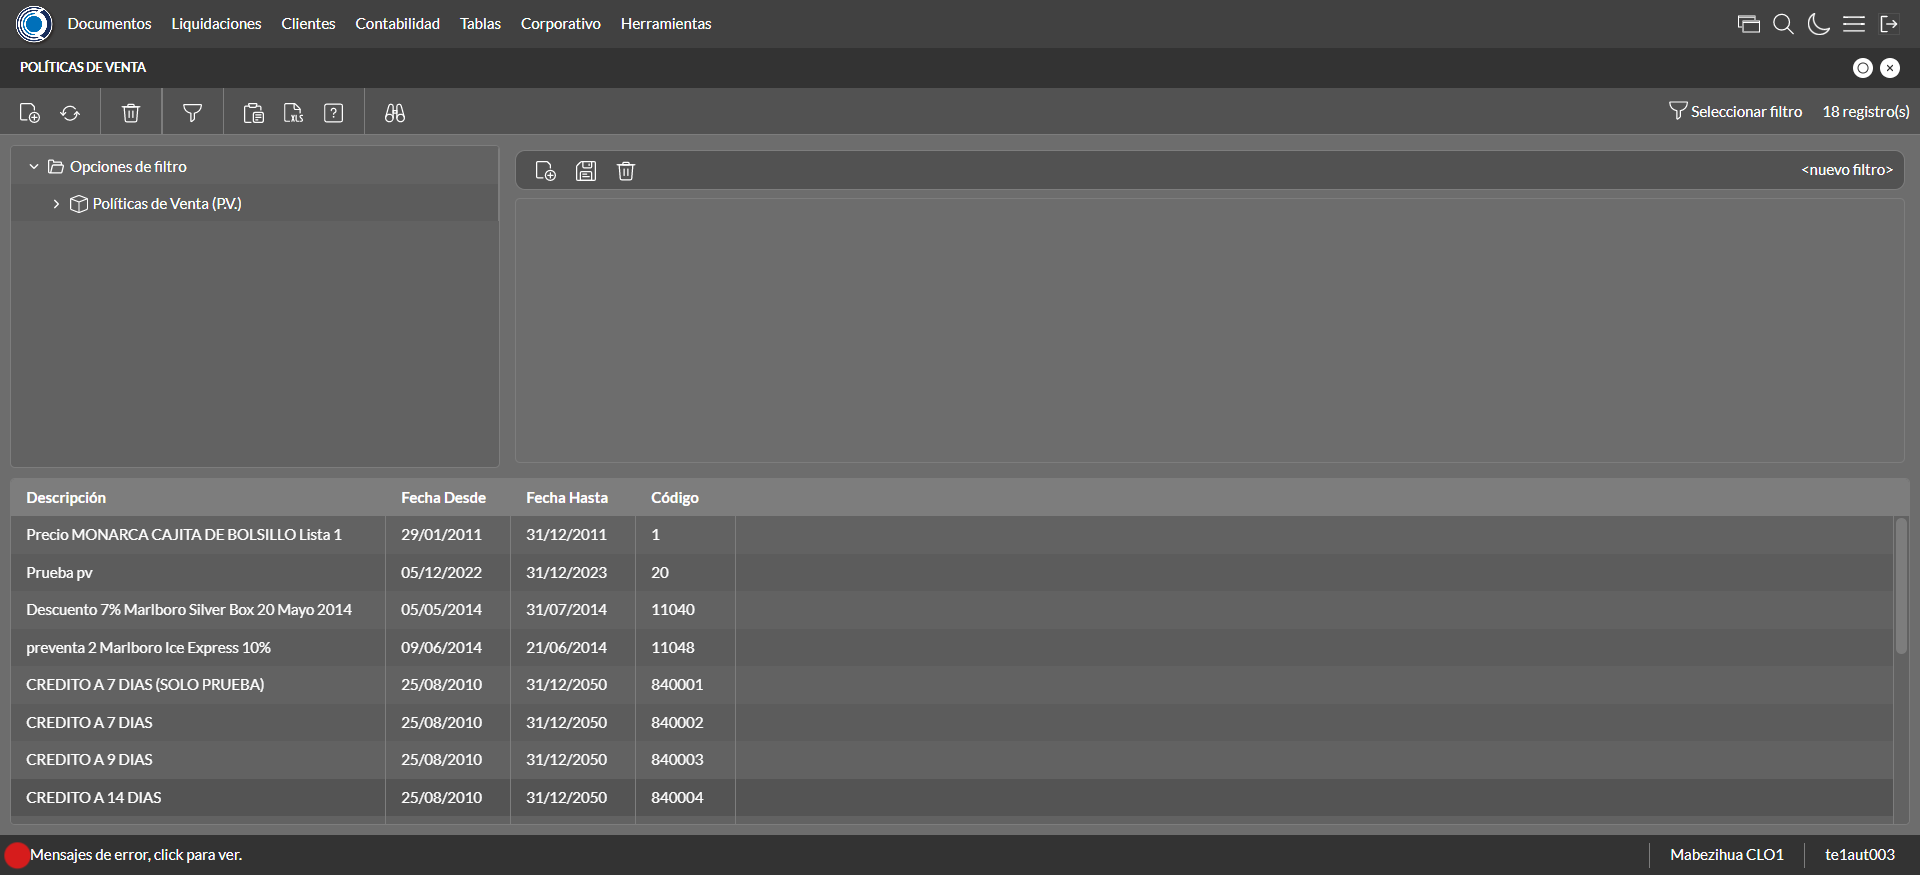 Documentos Liquidaciones Clientes Contabilidad Tablas Corporativo Herramientas
POLÍTICAS DE VENTA
XLS ? Seleccionar filtro 18 registro(s)
Opciones de filtro
<nuevo filtro>
Políticas de Venta (P.V.)
Descripción Fecha Desde Fecha Hasta Código
Precio MONARCA CAJITA DE BOLSILLO Lista 1 29/01/2011 31/12/2011 1
Prueba pv 05/12/2022 31/12/2023 20
Descuento 7% Marlboro Silver Box 20 Mayo 2014 05/05/2014 31/07/2014 11040
preventa 2 Marlboro Ice Express 10% 09/06/2014 21/06/2014 11048
CREDITO A 7 DIAS (SOLO PRUEBA) 25/08/2010 31/12/2050 840001
CREDITO A 7 DIAS 25/08/2010 31/12/2050 840002
CREDITO A 9 DIAS 25/08/2010 31/12/2050 840003
CREDITO A 14 DIAS 25/08/2010 31/12/2050 840004
Mensajes de error, click para ver. Mabezihua CLO1 te1aut003